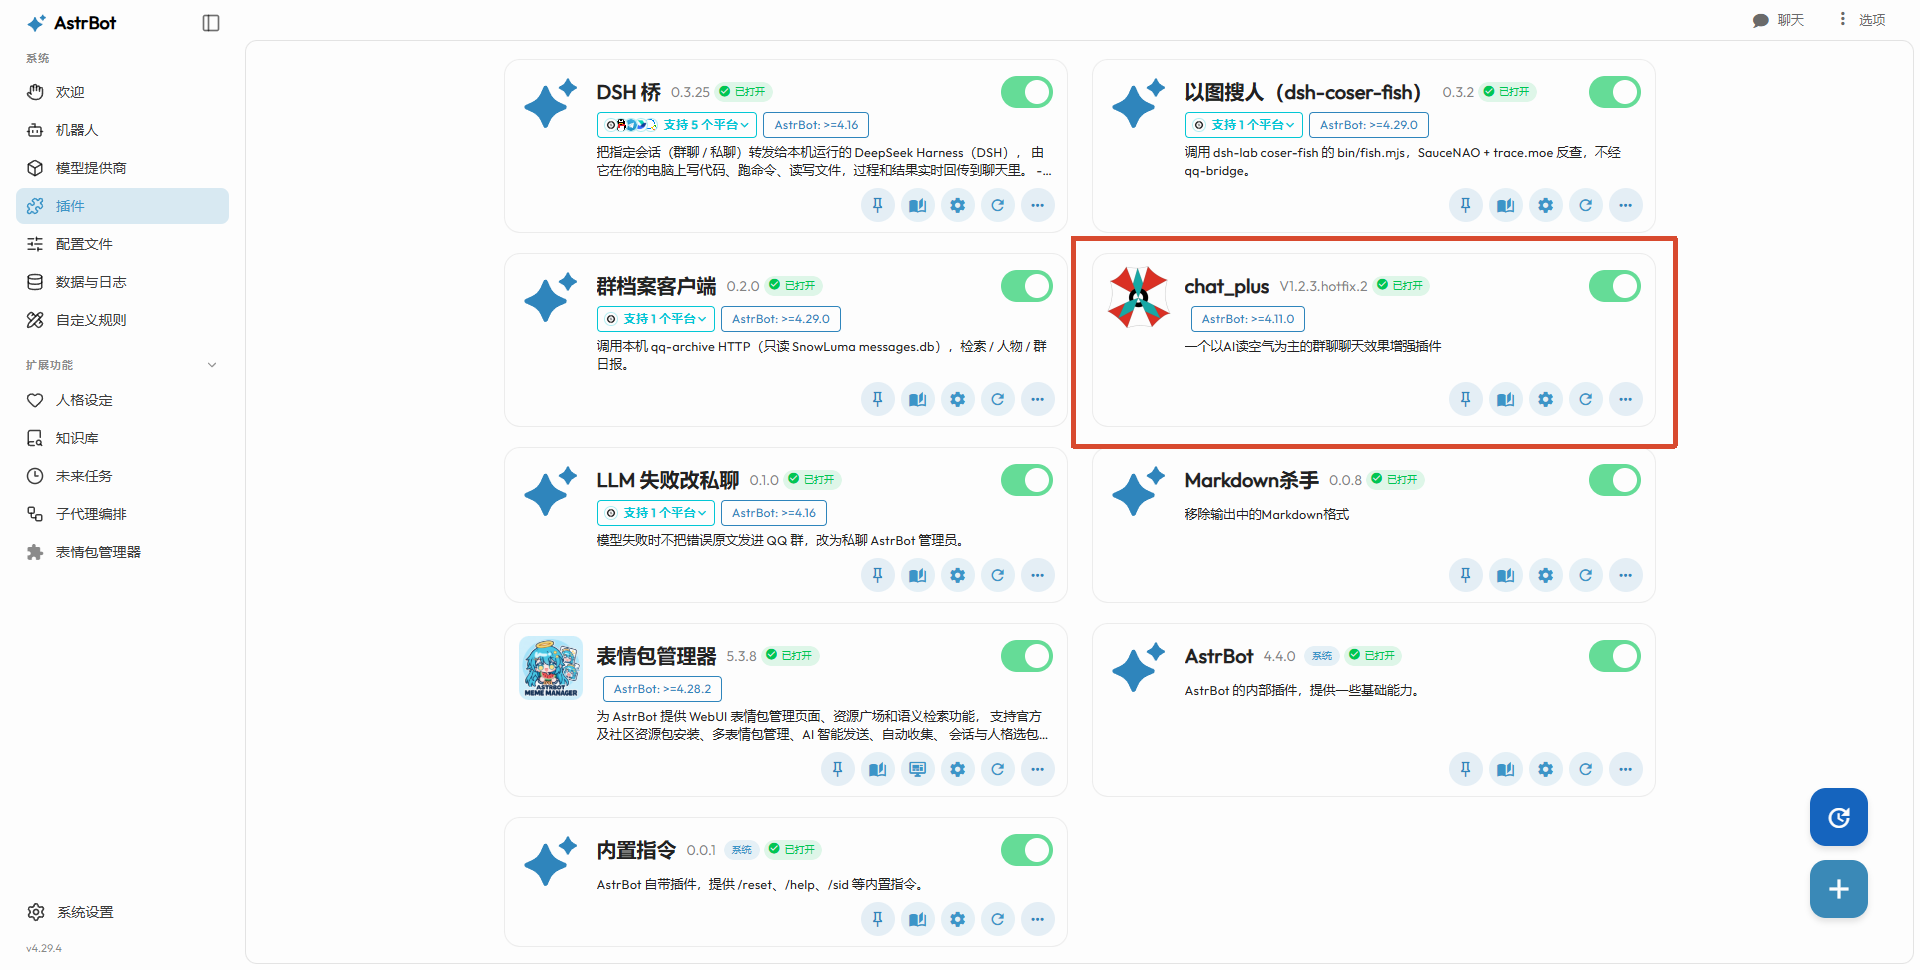 AstrBot
聊天
选项
系统
欢迎
机器人
模型提供商
插件
配置文件
数据与日志
自定义规则
扩展功能
人格设定
知识库
未来任务
子代理编排
表情包管理器
系统设置
v4.29.4
DSH 桥 0.3.25 已打开
支持 5 个平台 AstrBot: >=4.16
把指定会话（群聊 / 私聊）转发给本机运行的 DeepSeek Harness（DSH），由
它在你的电脑上写代码、跑命令、读写文件，过程和结果实时回传到聊天里。 -...
以图搜人（dsh-coser-fish） 0.3.2 已打开
支持 1 个平台 AstrBot: >=4.29.0
调用 dsh-lab coser-fish 的 bin/fish.mjs，SauceNAO + trace.moe 反查，不经
qq-bridge。
群档案客户端 0.2.0 已打开
支持 1 个平台 AstrBot: >=4.29.0
调用本机 qq-archive HTTP（只读 SnowLuma messages.db），检索 / 人物 / 群
日报。
chat_plus V1.2.3.hotfix.2 已打开
AstrBot: >=4.11.0
一个以AI读空气为主的群聊聊天效果增强插件
LLM 失败改私聊 0.1.0 已打开
支持 1 个平台 AstrBot: >=4.16
模型失败时不把错误原文发进 QQ 群，改为私聊 AstrBot 管理员。
Markdown杀手 0.0.8 已打开
移除输出中的Markdown格式
ASTRBOT
MEME MANAGER
表情包管理器 5.3.8 已打开
AstrBot: >=4.28.2
为 AstrBot 提供 WebUI 表情包管理页面、资源广场和语义检索功能， 支持官方
及社区资源包安装、多表情包管理、AI 智能发送、自动收集、 会话与人格选包...
AstrBot 4.4.0 系统 已打开
AstrBot 的内部插件，提供一些基础能力。
内置指令 0.0.1 系统 已打开
AstrBot 自带插件，提供 /reset、/help、/sid 等内置指令。